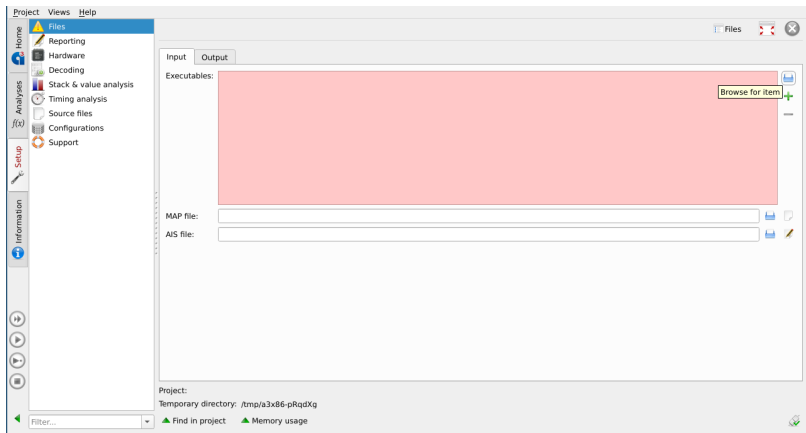 Project Views Help
Home
Analyses
f(x)
Setup
Information
Files
Reporting
Hardware
Decoding
Stack & value analysis
Timing analysis
Source files
Configurations
Support
Filter...
Files
Input Output
Executables:
Browse for item
MAP file:
AIS file:
Project:
Temporary directory: /tmp/a3x86-pRqdXg
Find in project Memory usage